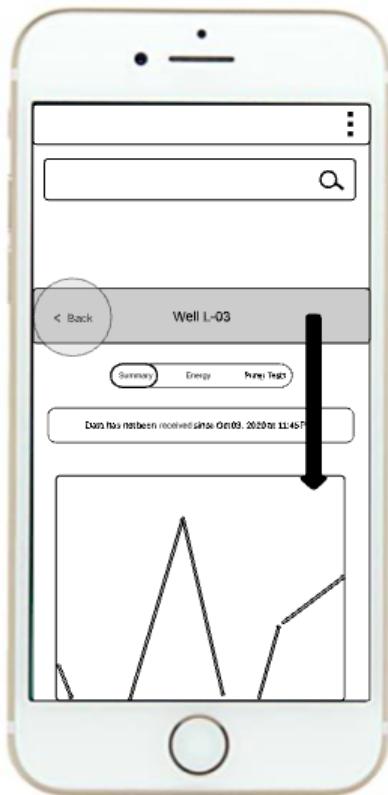 < Back
Well L-03
Summary
Energy
Pump Tests
Data has not been received since Oct 03, 2020 at 11:45 P